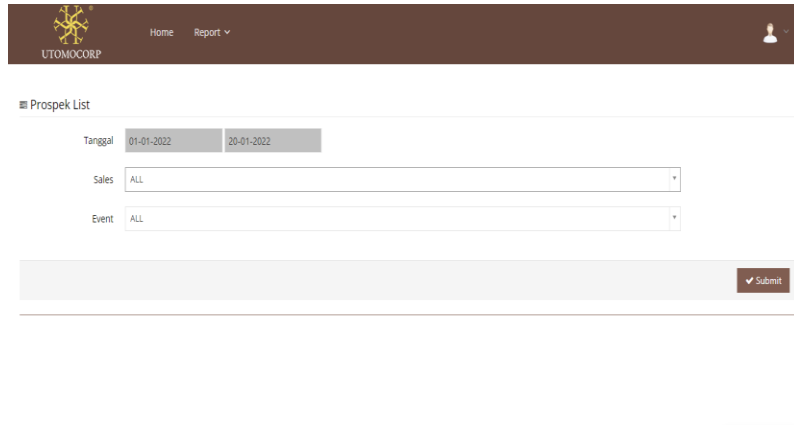 UTOMOCORP
®
Home Report
Prospek List
Tanggal 01-01-2022 20-01-2022
Sales ALL
Event ALL
Submit